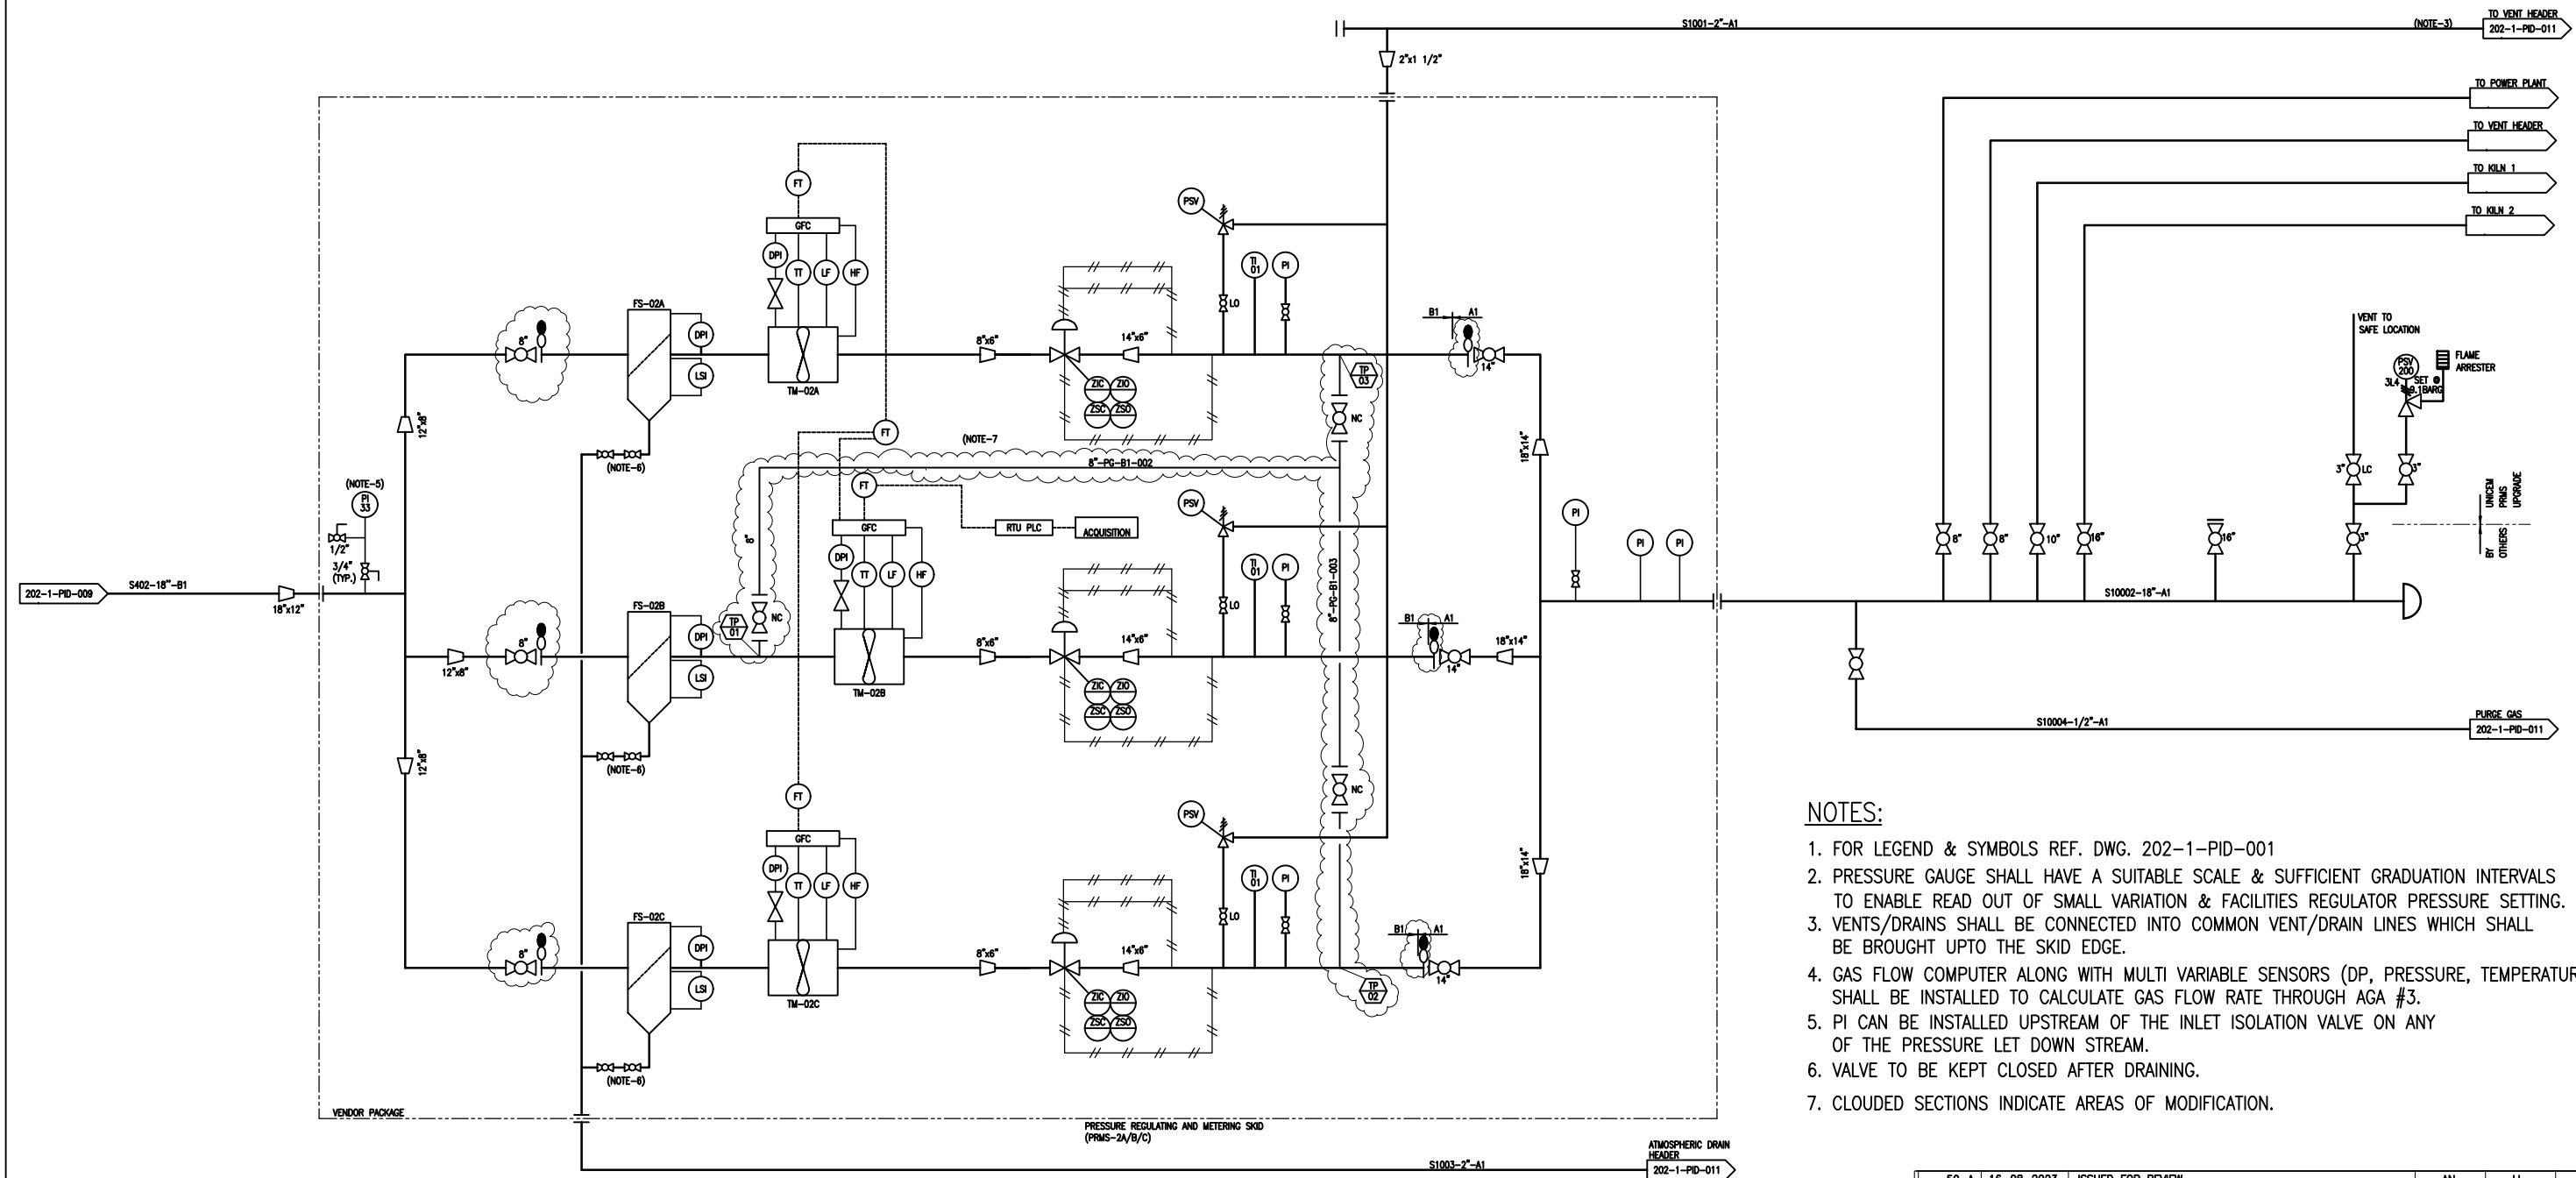 S1001-2"-A1
(NOTE-3)
TO VENT HEADER
202-1-PID-011
2"x1 1/2"
TO POWER PLANT
TO VENT HEADER
TO KILN 1
TO KILN 2
FT
GFC
DPI
TT
LF
HF
PSV
TI
01
PI
LO
FS-02A
8"
DPI
LSI
TM-02A
8"x6"
14"x6"
ZIC
ZIO
ZSC
ZSO
B1
A1
14"
TP
03
NC
12"x8"
(NOTE-6)
FT
(NOTE-7
8"-PG-B1-002
18"x14"
VENT TO
SAFE LOCATION
PSV
200
3L4
SET @
9.1BARG
FLAME
ARRESTER
3"
LC
3"
UNICEM
PRMS
UPGRADE
BY
OTHERS
8"
8"
10"
16"
16"
3"
(NOTE-5)
PI
33
1/2"
3/4"
(TYP.)
202-1-PID-009
S402-18"-B1
18"x12"
FT
GFC
RTU PLC
ACQUISITION
DPI
TT
LF
HF
8"
TP
01
NC
PSV
TI
01
PI
LO
8"-PG-B1-003
PI
PI
PI
S10002-18"-A1
FS-02B
8"
12"x8"
DPI
LSI
TM-02B
8"x6"
14"x6"
ZIC
ZIO
ZSC
ZSO
B1
A1
14"
18"x14"
(NOTE-6)
S10004-1/2"-A1
PURGE GAS
202-1-PID-011
12"x8"
FT
GFC
DPI
TT
LF
HF
PSV
TI
01
PI
LO
NC
18"x14"
FS-02C
8"
DPI
LSI
TM-02C
8"x6"
14"x6"
ZIC
ZIO
ZSC
ZSO
B1
A1
14"
TP
02
(NOTE-6)
VENDOR PACKAGE
PRESSURE REGULATING AND METERING SKID
(PRMS-2A/B/C)
S1003-2"-A1
ATMOSPHERIC DRAIN
HEADER
202-1-PID-011
NOTES:
1. FOR LEGEND & SYMBOLS REF. DWG. 202-1-PID-001
2. PRESSURE GAUGE SHALL HAVE A SUITABLE SCALE & SUFFICIENT GRADUATION INTERVALS
TO ENABLE READ OUT OF SMALL VARIATION & FACILITIES REGULATOR PRESSURE SETTING.
3. VENTS/DRAINS SHALL BE CONNECTED INTO COMMON VENT/DRAIN LINES WHICH SHALL
BE BROUGHT UPTO THE SKID EDGE.
4. GAS FLOW COMPUTER ALONG WITH MULTI VARIABLE SENSORS (DP, PRESSURE, TEMPERATUR
SHALL BE INSTALLED TO CALCULATE GAS FLOW RATE THROUGH AGA #3.
5. PI CAN BE INSTALLED UPSTREAM OF THE INLET ISOLATION VALVE ON ANY
OF THE PRESSURE LET DOWN STREAM.
6. VALVE TO BE KEPT CLOSED AFTER DRAINING.
7. CLOUDED SECTIONS INDICATE AREAS OF MODIFICATION.
50-A 16-08-2023 ISSUED FOR REVIEW AN